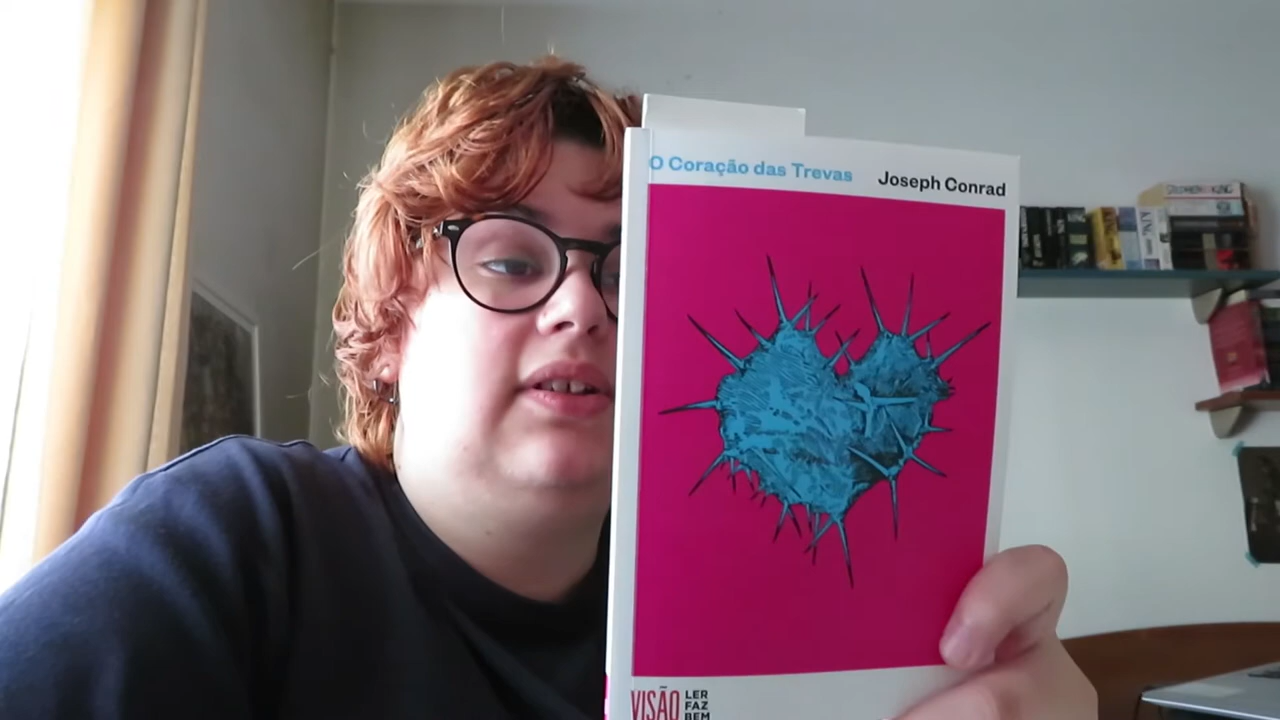 O Coração das Trevas
Joseph Conrad
VISÃO
LER
FAZ
BEM
STEPHEN KING
KING